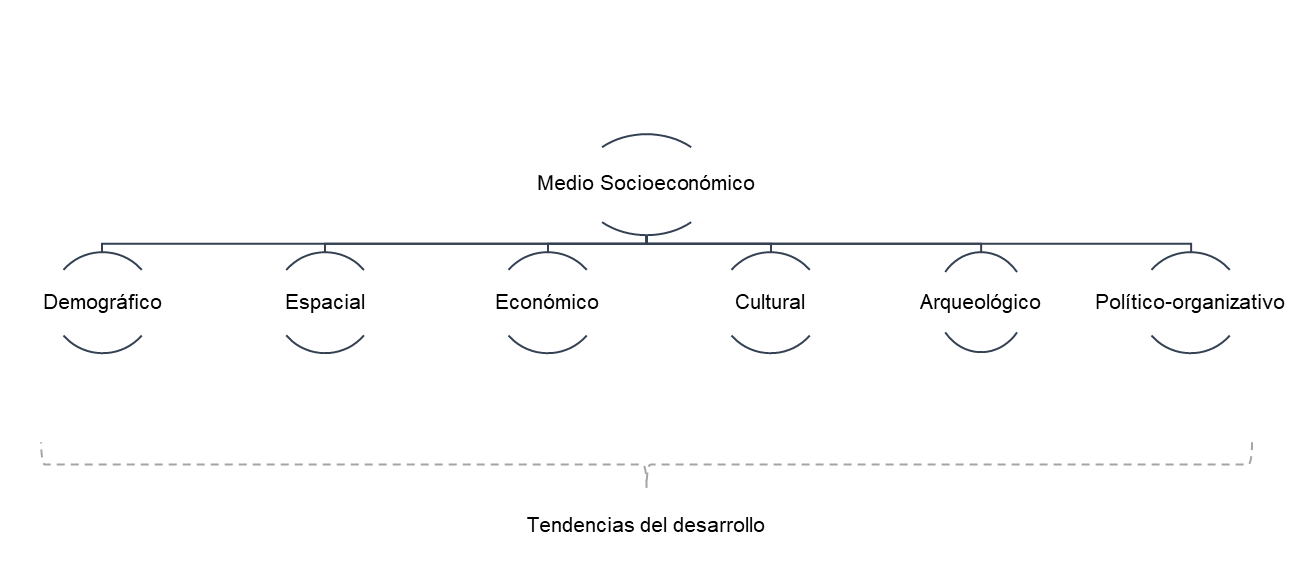 Medio Socioeconómico
Demográfico
Espacial
Económico
Cultural
Arqueológico
Político-organizativo
Tendencias del desarrollo